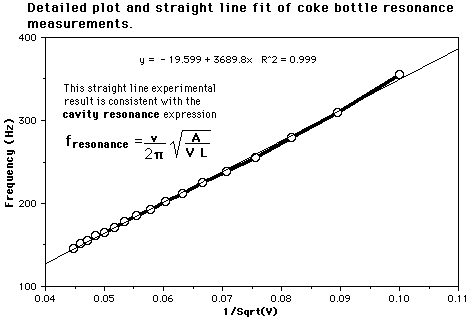 Detailed plot and straight line fit of coke bottle resonance
measurements.
y = - 19.599 + 3689.8x R^2 = 0.999
This straight line experimental
result is consistent with the
cavity resonance expression
f resonance = v/2π √A/V L
Frequency (Hz)
400
300
200
100
0.04 0.05 0.06 0.07 0.08 0.09 0.10 0.11
1/Sqrt(V)